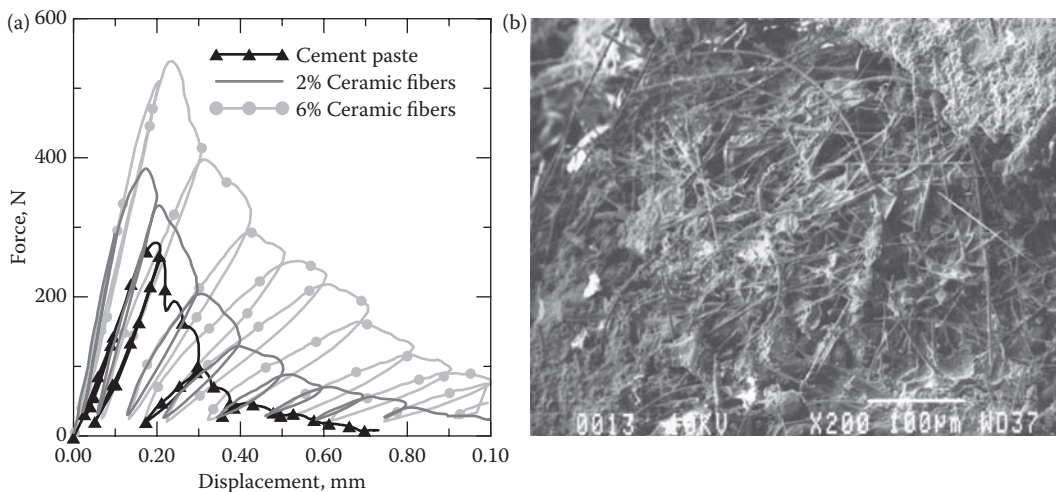 (a)
600
400
200
0
Force, N
Cement paste
2% Ceramic fibers
6% Ceramic fibers
0.00 0.20 0.40 0.60 0.80 0.10
Displacement, mm
(b)
0013 10KV X200 100µm WD37